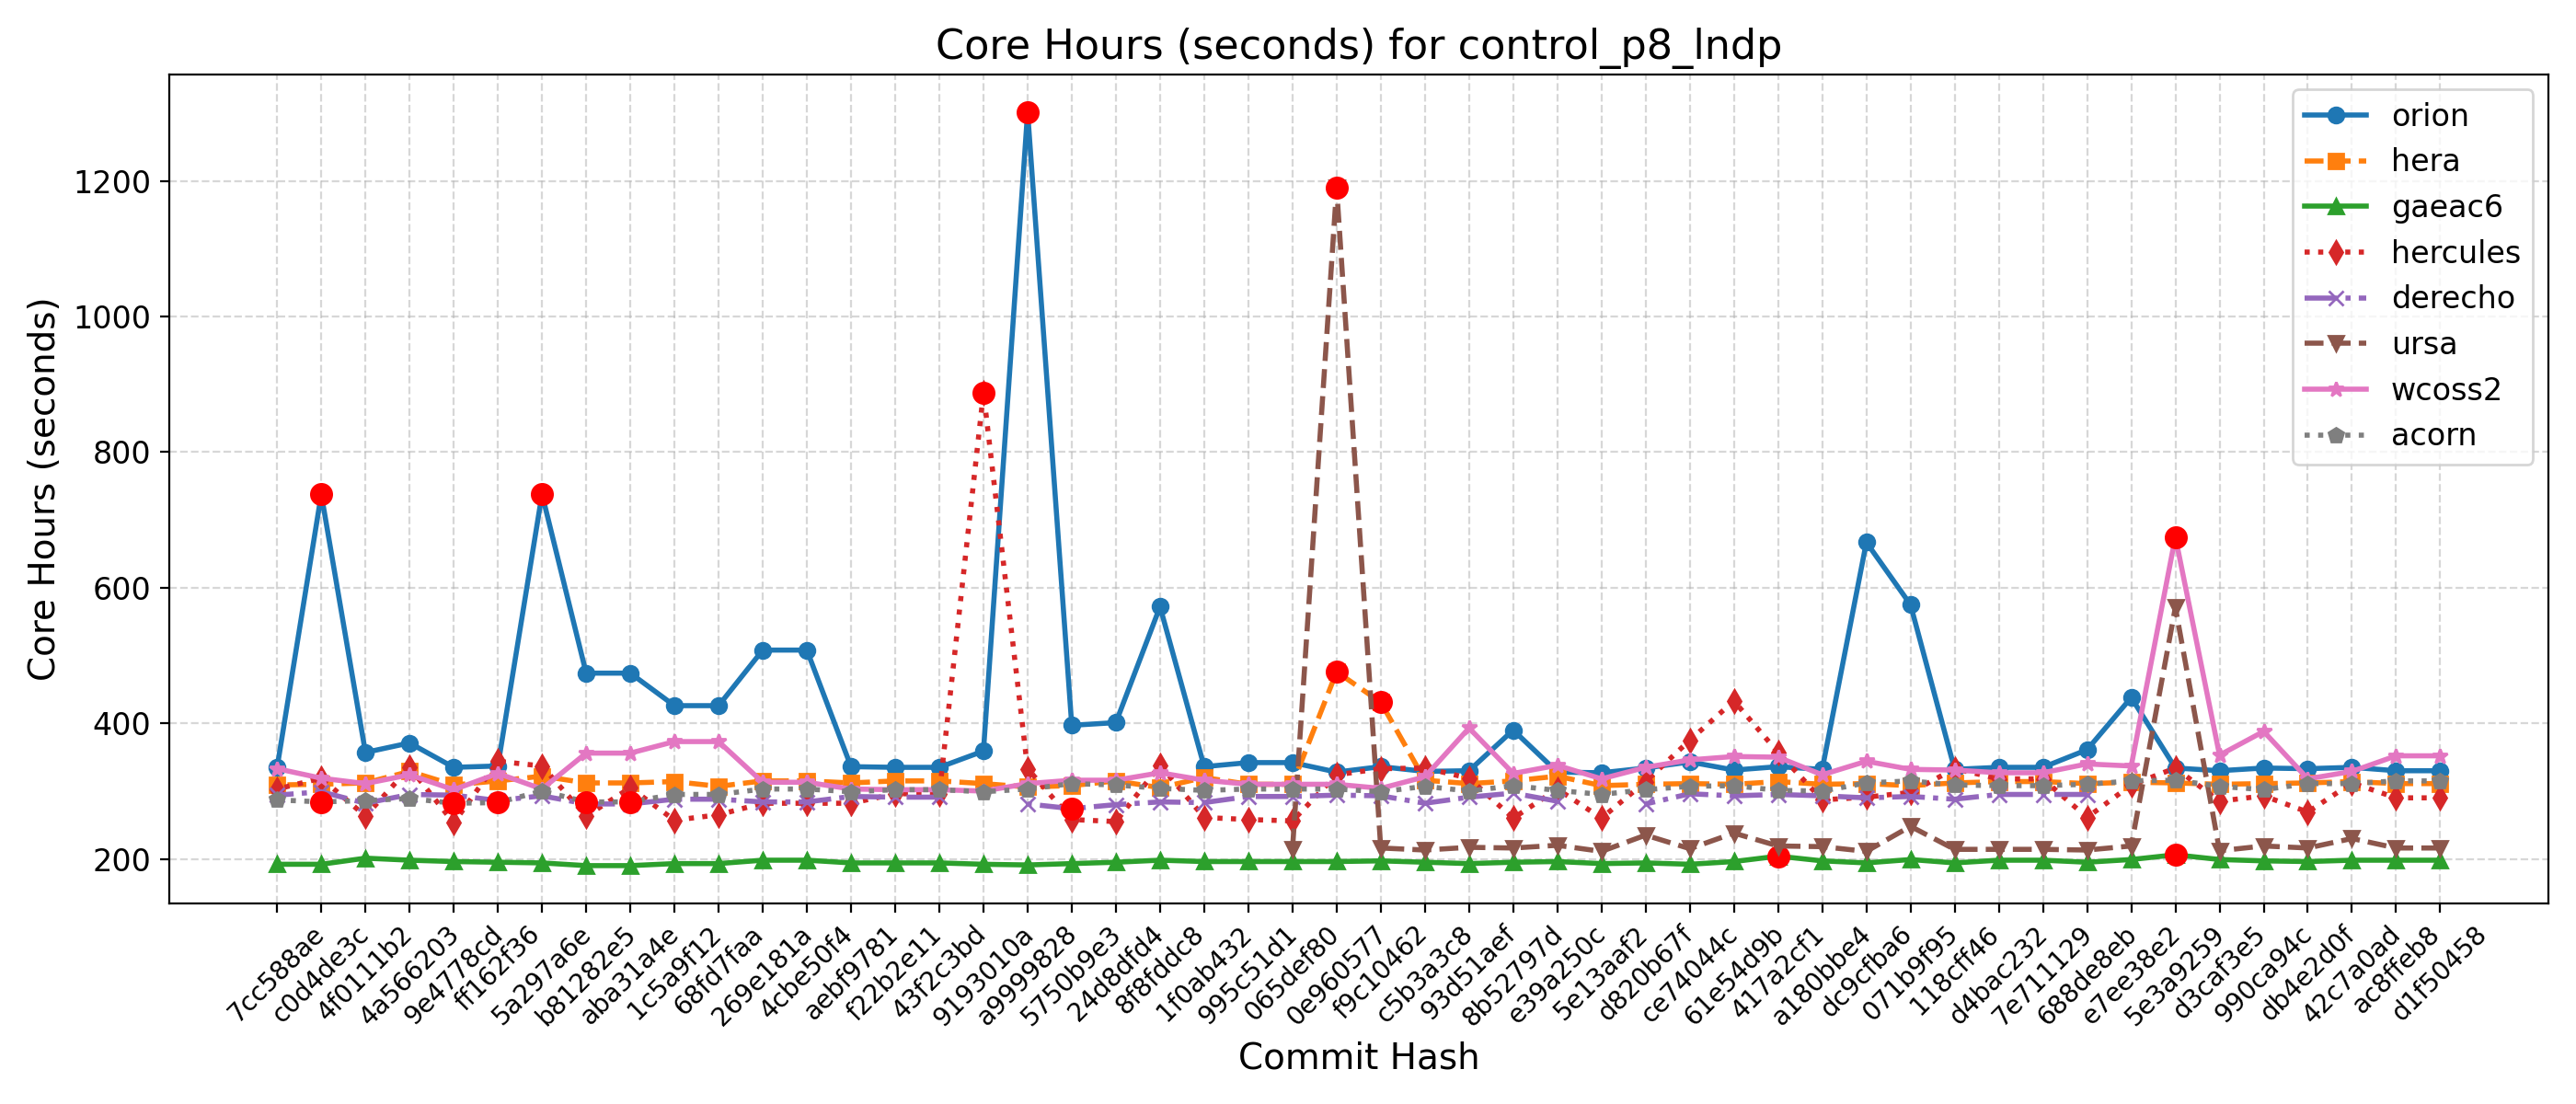 Core Hours (seconds) for control_p8_lndp
Core Hours (seconds)
1200
1000
800
600
400
200
orion
hera
gaeac6
hercules
derecho
ursa
wcoss2
acorn
7cc588ae
c0d4de3c
4f0111b2
4a566203
9e4778cd
ff162f36
5a297a6e
b81282e5
aba31a4e
1c5a9f12
68fd7faa
269e181a
4cbe50f4
aebf9781
f22b2e11
43f2c3bd
9193010a
a9999828
5750b9e3
24d8dfd4
8f8fddc8
1f0ab432
995c51d1
065def80
0e960577
f9c10462
c5b3a3c8
93d51aef
8b52797d
e39a250c
5e13aaf2
d820b67f
ce74044c
61e54d9b
417a2cf1
a180bbe4
dc9cfba6
071b9f95
118cff46
d4bac232
7e711129
688de8eb
e7ee38e2
5e3a9259
d3caf3e5
990ca94c
db4e2d0f
42c7a0ad
ac8ffeb8
d1f50458
Commit Hash